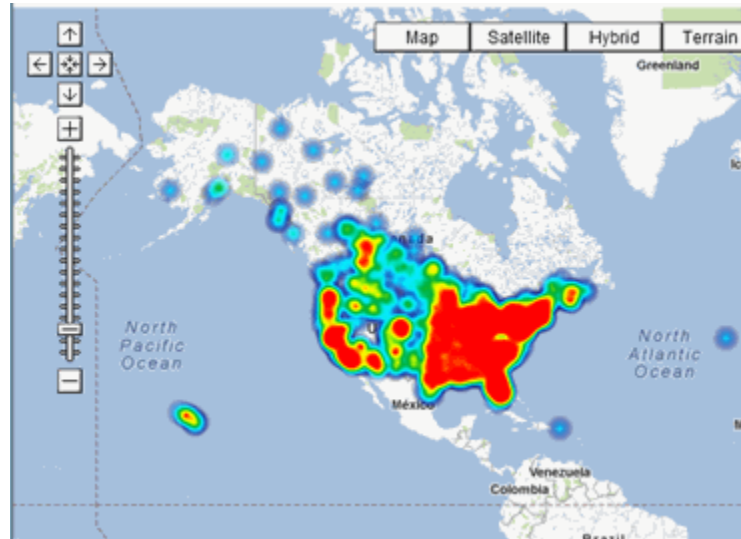 Map
Satellite
Hybrid
Terrain
Greenland
North
Pacific
Ocean
North
Atlantic
Ocean
México
Venezuela
Colombia